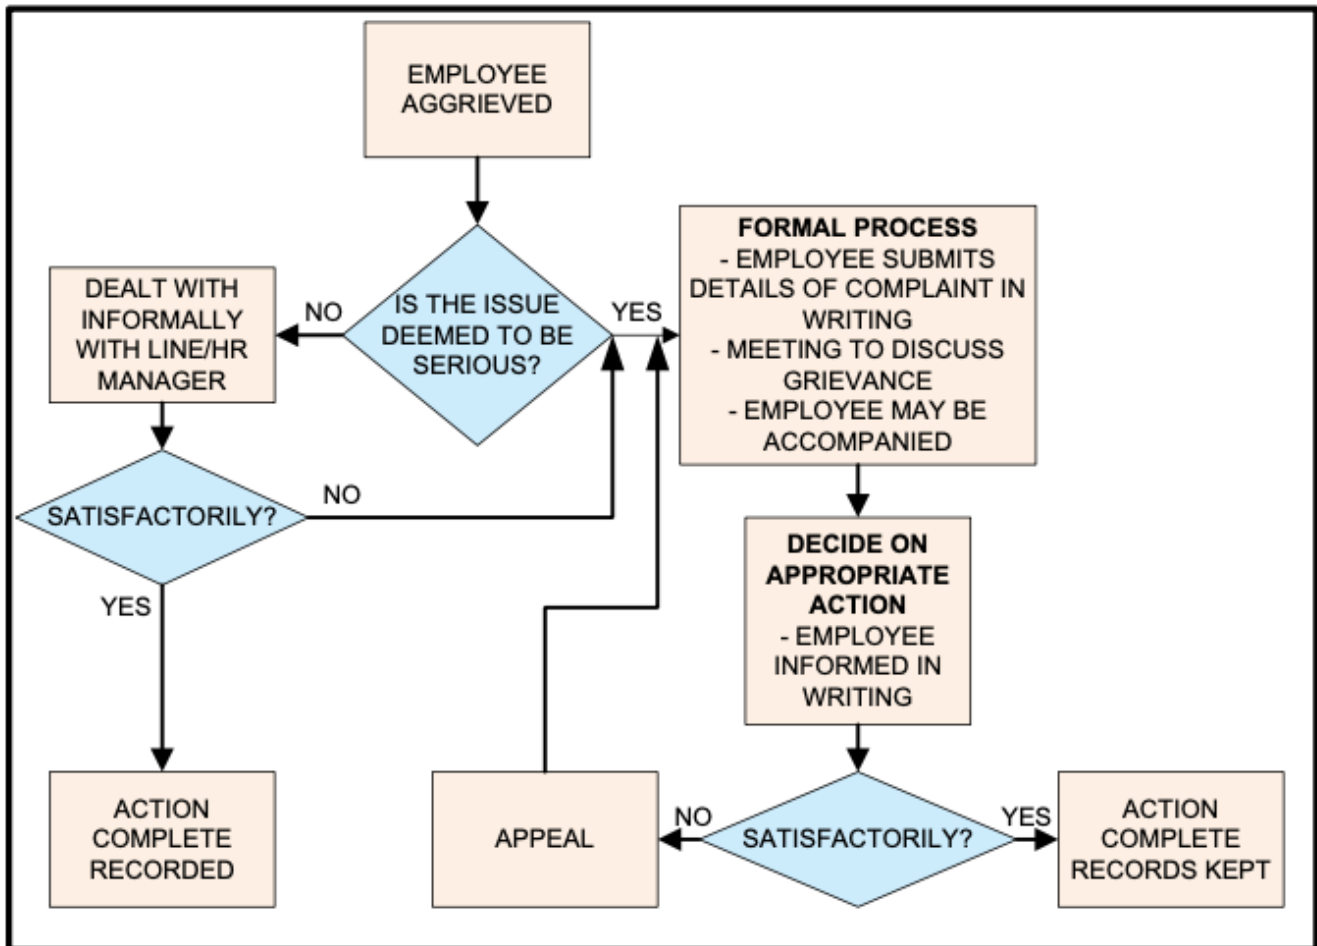 EMPLOYEE
AGGRIEVED
IS THE ISSUE
DEEMED TO BE
SERIOUS?
NO
YES
DEALT WITH
INFORMALLY
WITH LINE/HR
MANAGER
FORMAL PROCESS
- EMPLOYEE SUBMITS
DETAILS OF COMPLAINT IN
WRITING
- MEETING TO DISCUSS
GRIEVANCE
- EMPLOYEE MAY BE
ACCOMPANIED
SATISFACTORILY?
NO
YES
DECIDE ON
APPROPRIATE
ACTION
- EMPLOYEE
INFORMED IN
WRITING
ACTION
COMPLETE
RECORDED
APPEAL
NO
SATISFACTORILY?
YES
ACTION
COMPLETE
RECORDS KEPT